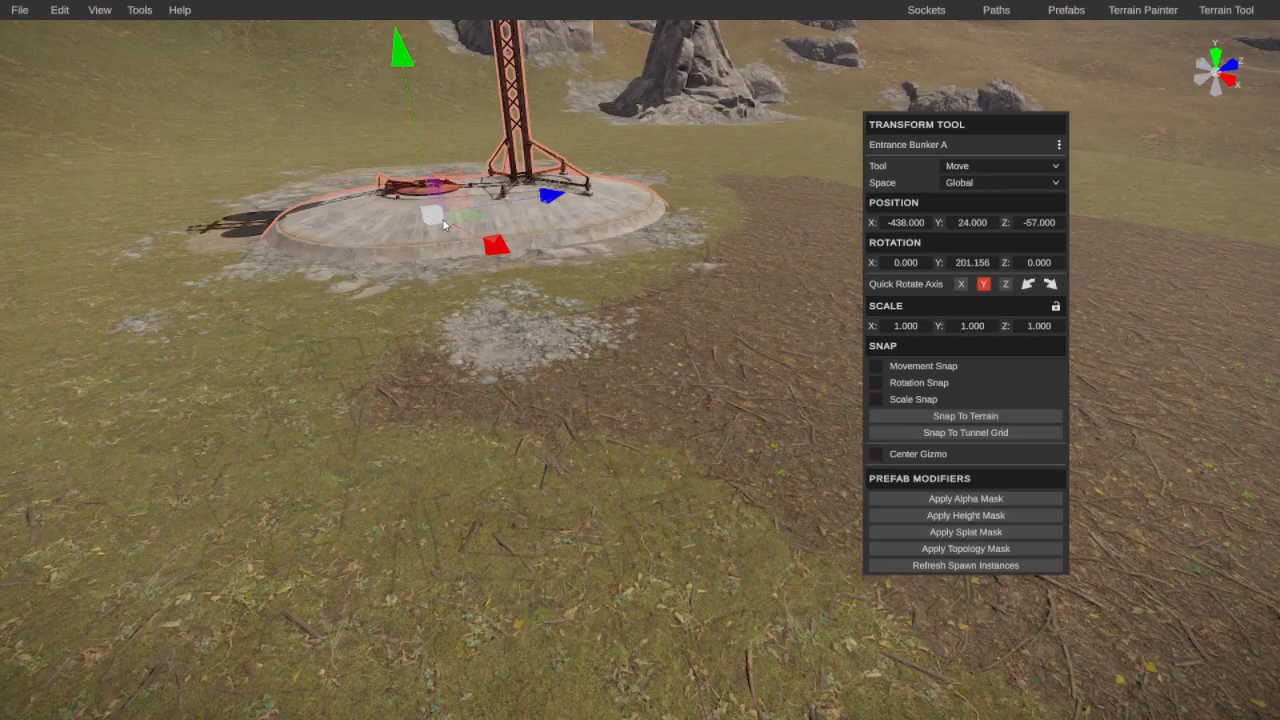 File Edit View Tools Help Sockets Paths Prefabs Terrain Painter Terrain Tool
Y
Z
X
TRANSFORM TOOL
Entrance Bunker A
Tool Move
Space Global
POSITION
X: -438.000 Y: 24.000 Z: -57.000
ROTATION
X: 0.000 Y: 201.156 Z: 0.000
Quick Rotate Axis X Y Z
SCALE
X: 1.000 Y: 1.000 Z: 1.000
SNAP
Movement Snap
Rotation Snap
Scale Snap
Snap To Terrain
Snap To Tunnel Grid
Center Gizmo
PREFAB MODIFIERS
Apply Alpha Mask
Apply Height Mask
Apply Splat Mask
Apply Topology Mask
Refresh Spawn Instances